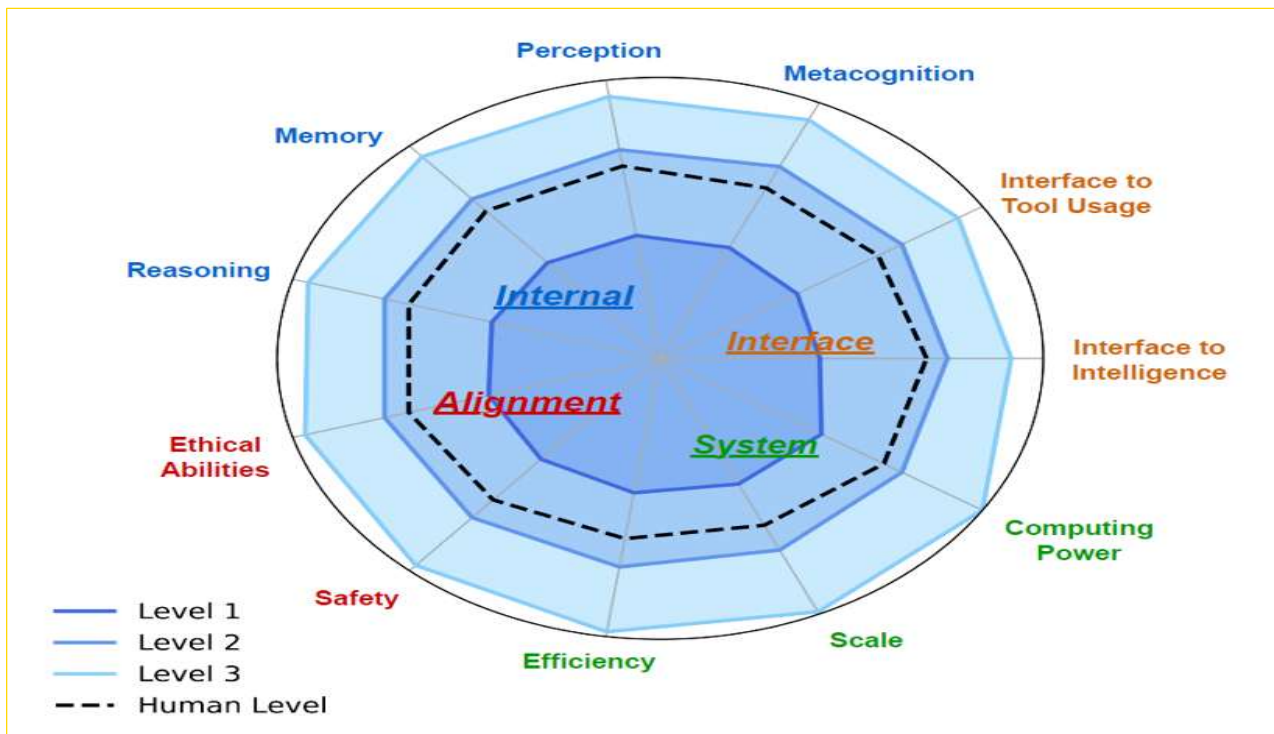 Perception
Metacognition
Memory
Interface to
Tool Usage
Reasoning
Internal
Interface
Interface to
Intelligence
Alignment
System
Ethical
Abilities
Computing
Power
Safety
Scale
Efficiency
Level 1
Level 2
Level 3
Human Level